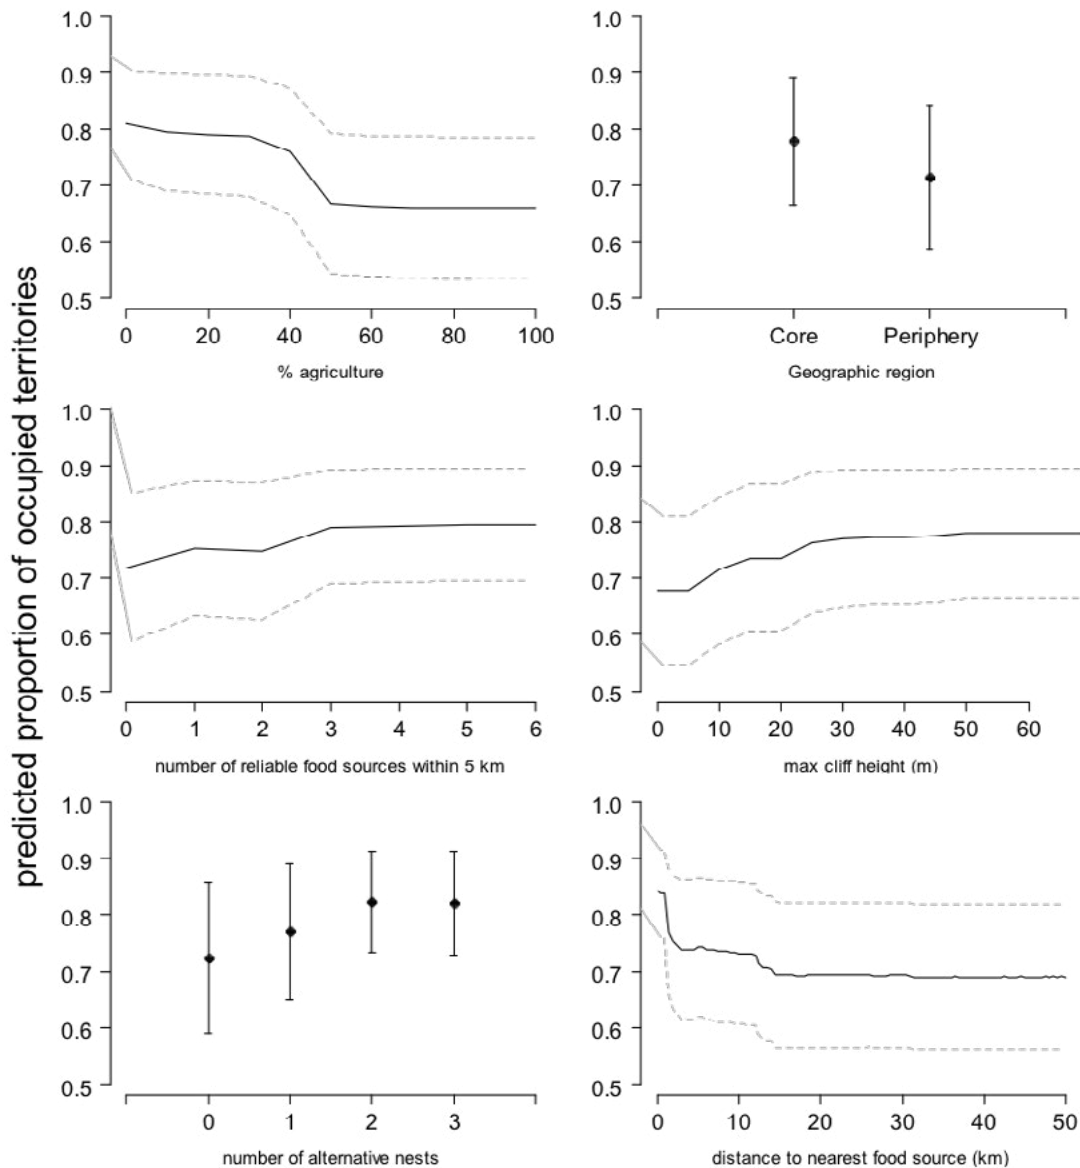 predicted proportion of occupied territories
1.0
0.9
0.8
0.7
0.6
0.5
0 20 40 60 80 100
% agriculture
1.0
0.9
0.8
0.7
0.6
0.5
Core Periphery
Geographic region
1.0
0.9
0.8
0.7
0.6
0.5
0 1 2 3 4 5 6
number of reliable food sources within 5 km
1.0
0.9
0.8
0.7
0.6
0.5
0 10 20 30 40 50 60
max cliff height (m)
1.0
0.9
0.8
0.7
0.6
0.5
0 1 2 3
number of alternative nests
1.0
0.9
0.8
0.7
0.6
0.5
0 10 20 30 40 50
distance to nearest food source (km)